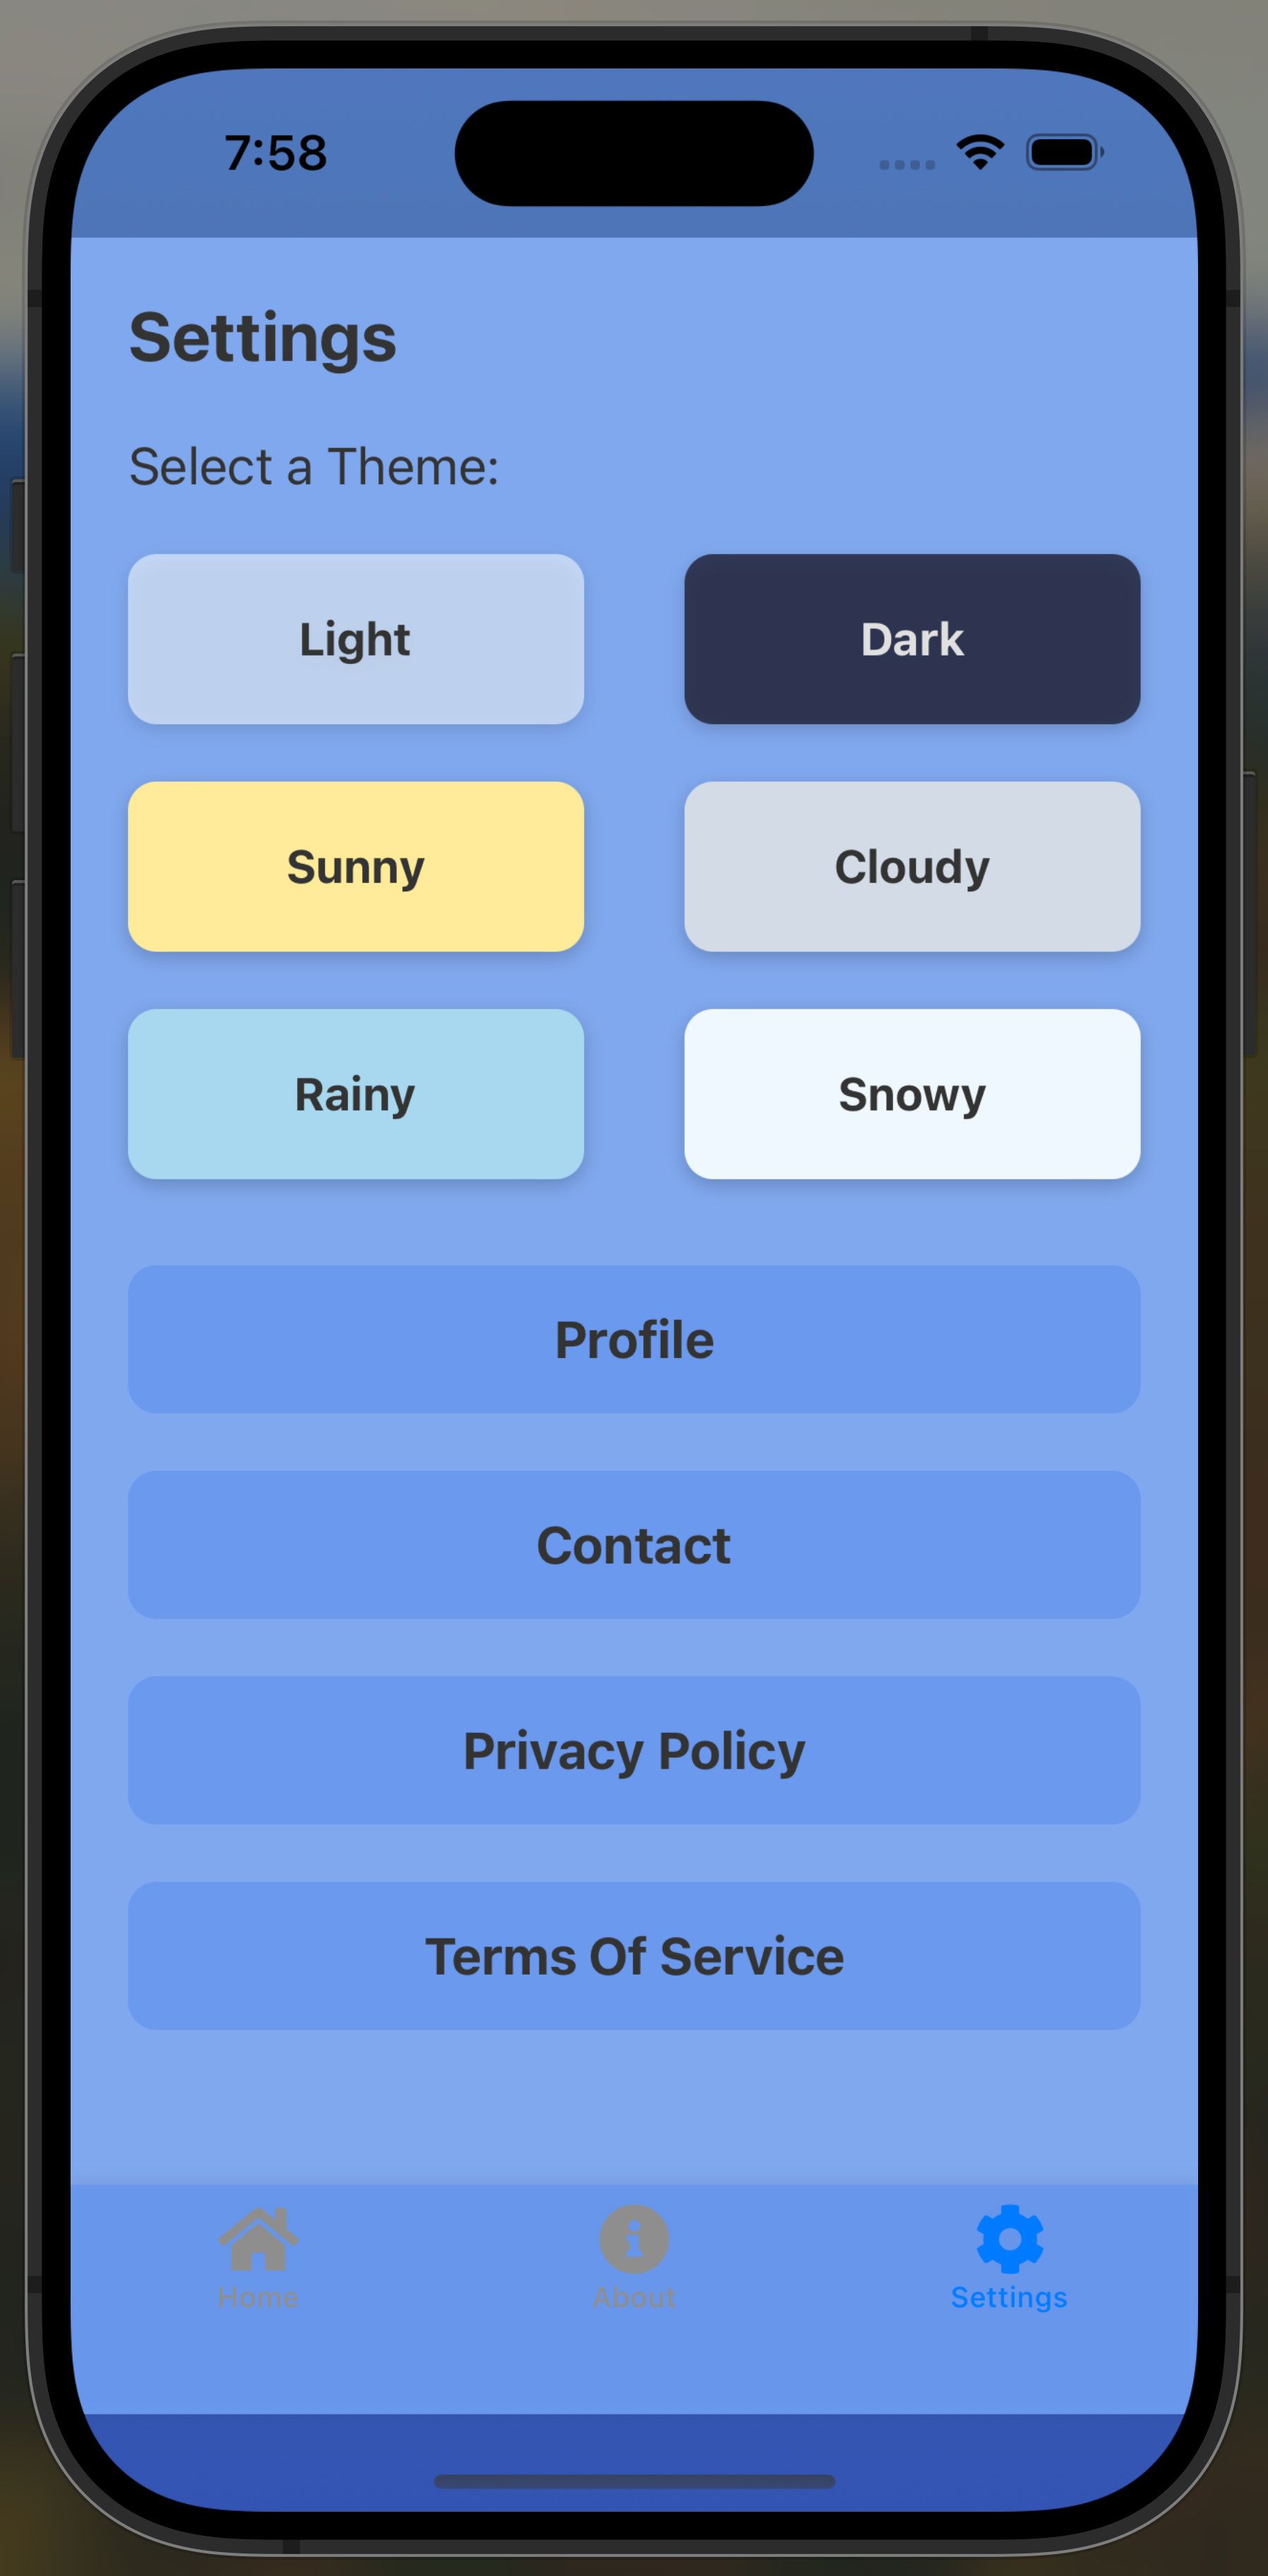 7:58
Settings
Select a Theme:
Light
Dark
Sunny
Cloudy
Rainy
Snowy
Profile
Contact
Privacy Policy
Terms Of Service
Home
About
Settings